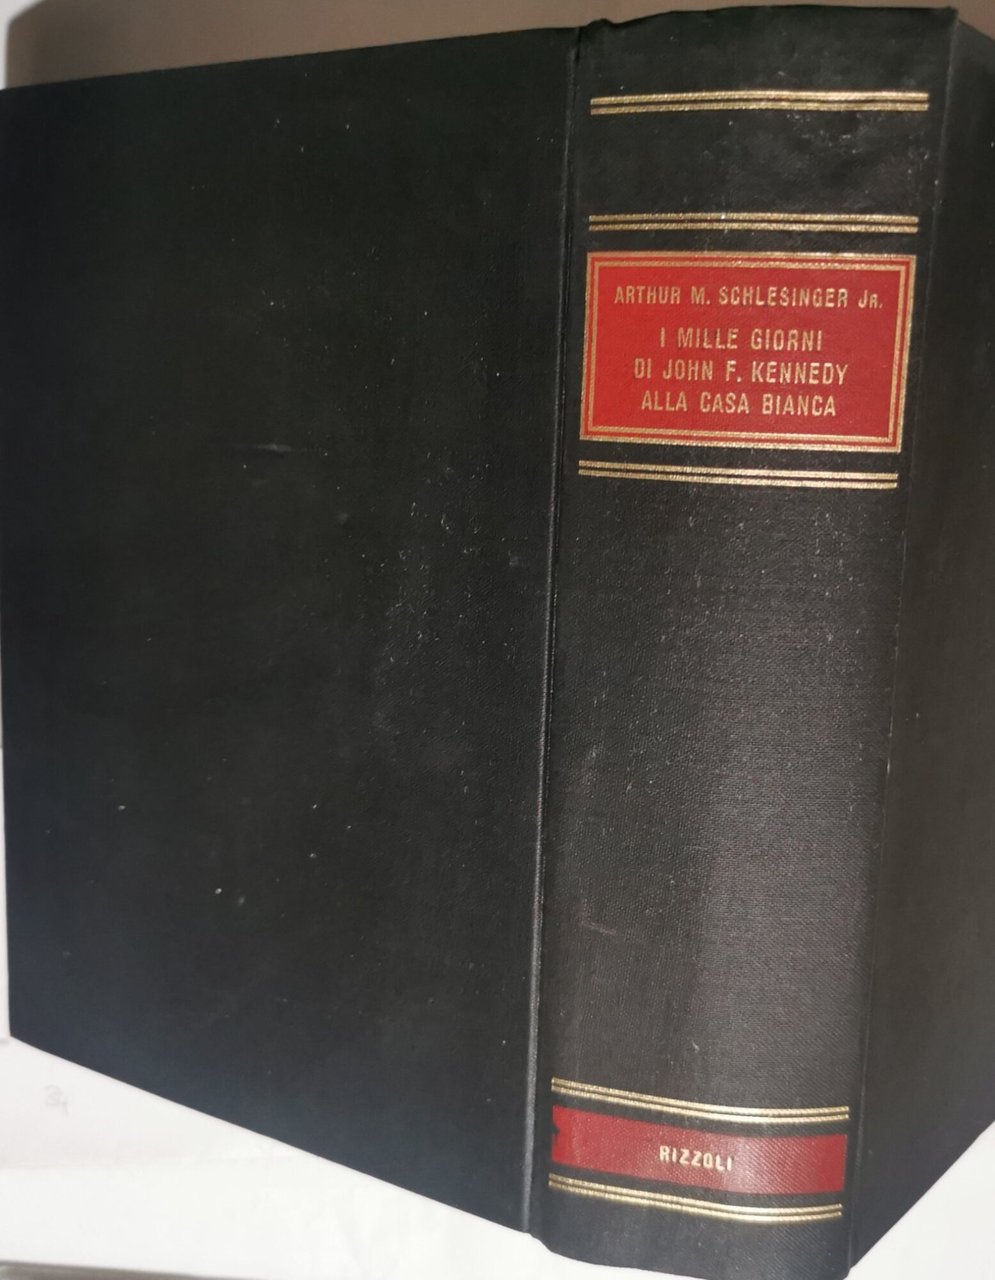 ARTHUR M. SCHLESINGER JR.
I MILLE GIORNI
DI JOHN F. KENNEDY
ALLA CASA BIANCA
RIZZOLI